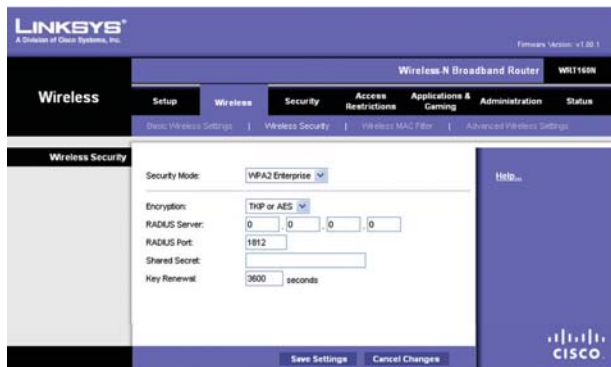 LINKSYS®
A Division of Cisco Systems, Inc.
Firmware Version: v1.00.1
Wireless-N Broadband Router WRT160N
Wireless
Setup Wireless Security Access Restrictions Applications & Gaming Administration Status
Basic Wireless Settings | Wireless Security | Wireless MAC Filter | Advanced Wireless Settings
Wireless Security
Security Mode: WPA2 Enterprise
Help...
Encryption: TKIP or AES
RADIUS Server: 0 . 0 . 0 . 0
RADIUS Port: 1812
Shared Secret:
Key Renewal: 3600 seconds
Save Settings Cancel Changes
CISCO